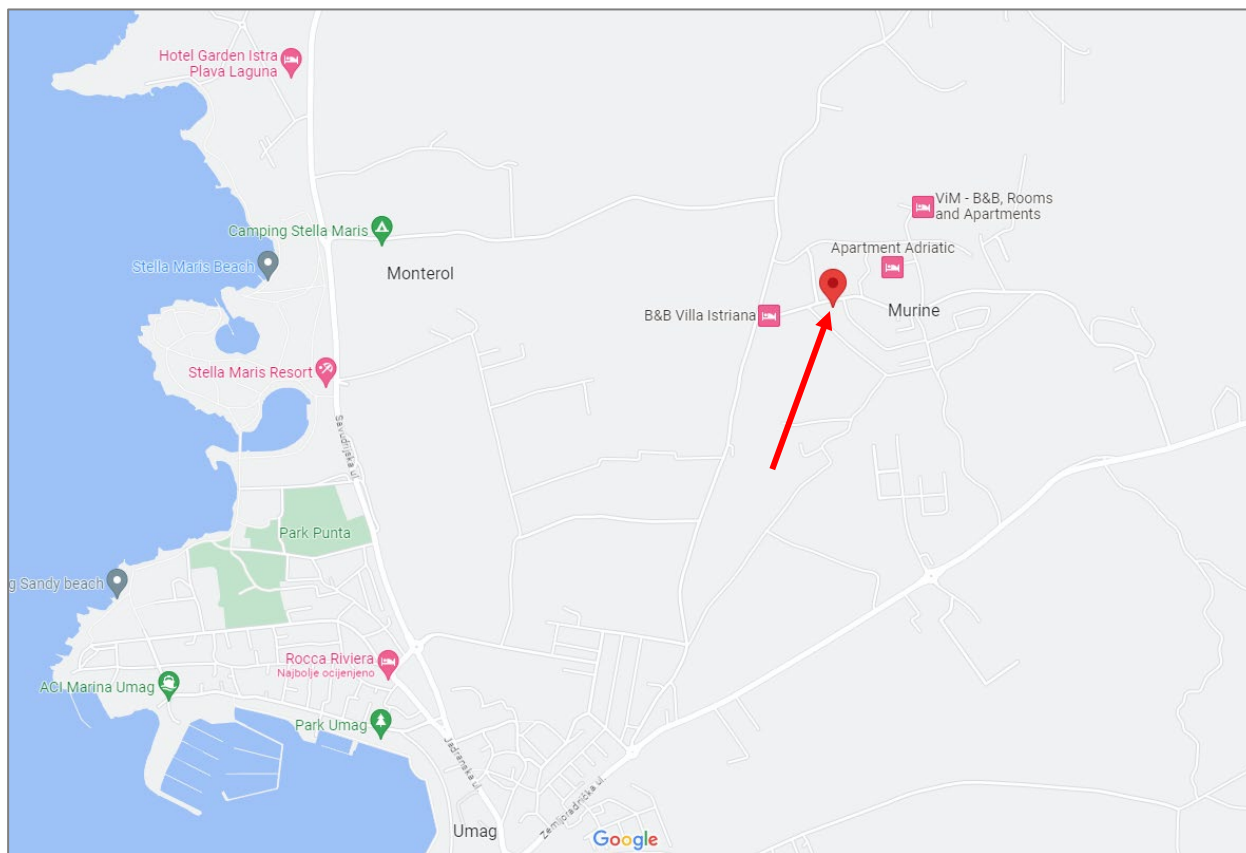 Hotel Garden Istra
Plava Laguna
ViM - B&B, Rooms
and Apartments
Camping Stella Maris
Apartment Adriatic
Stella Maris Beach
Monterol
B&B Villa Istriana
Murine
Stella Maris Resort
Savudrijska ul.
Park Punta
g Sandy beach
Rocca Riviera
Najbolje ocijenjeno
ACI Marina Umag
Park Umag
Jadranska ul.
Zemljoradnička ul.
Umag
Google